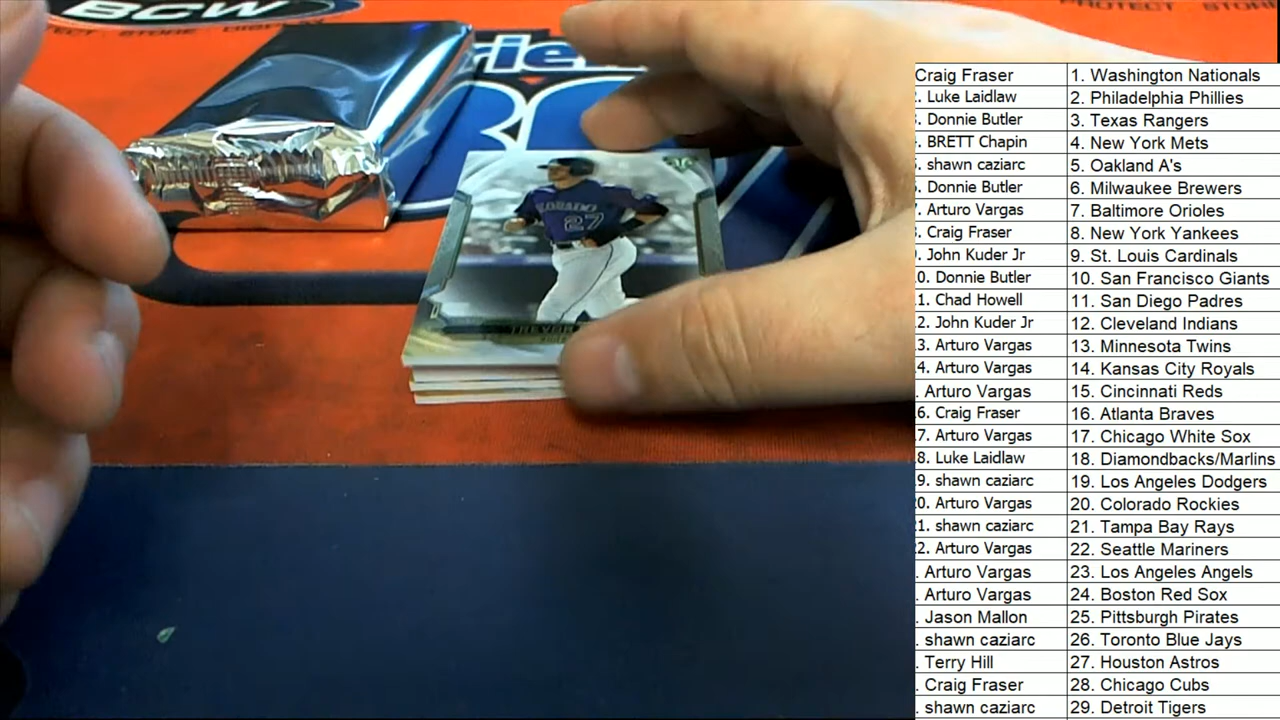 BCW
PROTECT STORE
rie
27
TREVOR
Craig Fraser 1. Washington Nationals
. Luke Laidlaw 2. Philadelphia Phillies
. Donnie Butler 3. Texas Rangers
. BRETT Chapin 4. New York Mets
. shawn caziarc 5. Oakland A's
. Donnie Butler 6. Milwaukee Brewers
. Arturo Vargas 7. Baltimore Orioles
. Craig Fraser 8. New York Yankees
. John Kuder Jr 9. St. Louis Cardinals
0. Donnie Butler 10. San Francisco Giants
1. Chad Howell 11. San Diego Padres
2. John Kuder Jr 12. Cleveland Indians
3. Arturo Vargas 13. Minnesota Twins
4. Arturo Vargas 14. Kansas City Royals
. Arturo Vargas 15. Cincinnati Reds
6. Craig Fraser 16. Atlanta Braves
7. Arturo Vargas 17. Chicago White Sox
8. Luke Laidlaw 18. Diamondbacks/Marlins
9. shawn caziarc 19. Los Angeles Dodgers
0. Arturo Vargas 20. Colorado Rockies
1. shawn caziarc 21. Tampa Bay Rays
2. Arturo Vargas 22. Seattle Mariners
. Arturo Vargas 23. Los Angeles Angels
. Arturo Vargas 24. Boston Red Sox
. Jason Mallon 25. Pittsburgh Pirates
. shawn caziarc 26. Toronto Blue Jays
. Terry Hill 27. Houston Astros
. Craig Fraser 28. Chicago Cubs
. shawn caziarc 29. Detroit Tigers